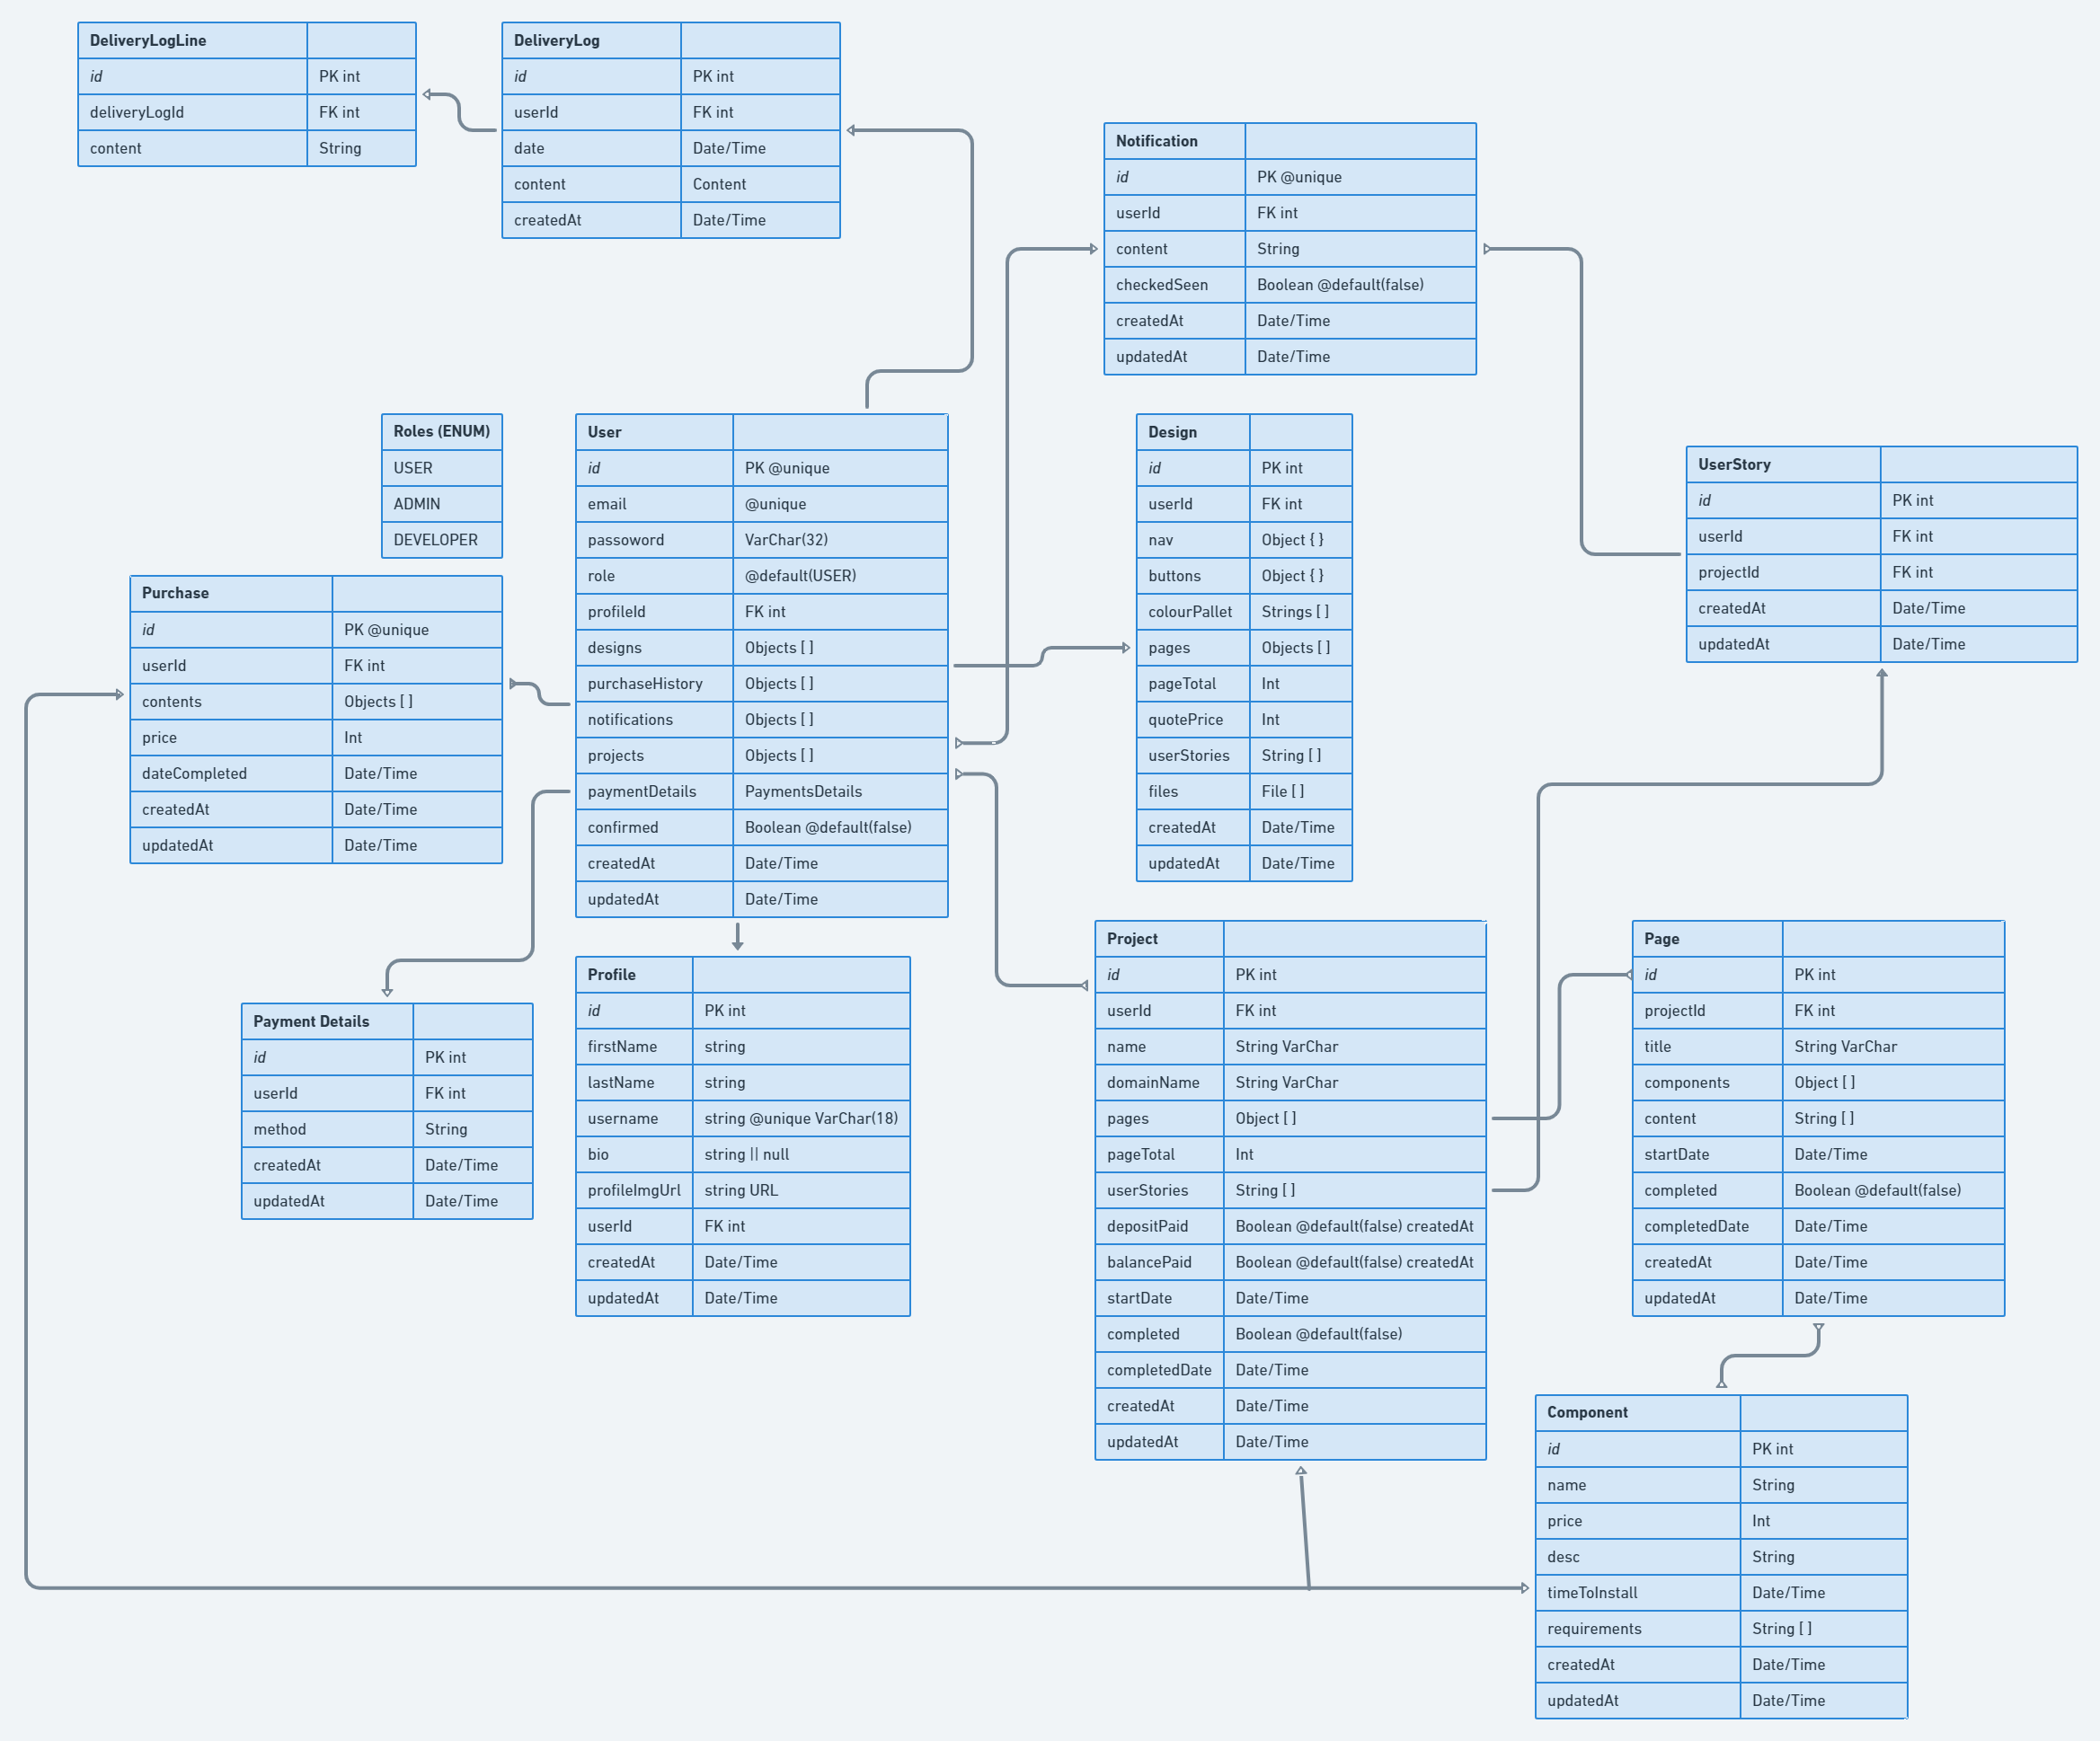 DeliveryLogLine
id PK int
deliveryLogId FK int
content String
DeliveryLog
id PK int
userId FK int
date Date/Time
content Content
createdAt Date/Time
Notification
id PK @unique
userId FK int
content String
checkedSeen Boolean @default(false)
createdAt Date/Time
updatedAt Date/Time
Roles (ENUM)
USER
ADMIN
DEVELOPER
User
id PK @unique
email @unique
passoword VarChar(32)
role @default(USER)
profileId FK int
designs Objects [ ]
purchaseHistory Objects [ ]
notifications Objects [ ]
projects Objects [ ]
paymentDetails PaymentsDetails
confirmed Boolean @default(false)
createdAt Date/Time
updatedAt Date/Time
Design
id PK int
userId FK int
nav Object { }
buttons Object { }
colourPallet Strings [ ]
pages Objects [ ]
pageTotal Int
quotePrice Int
userStories String [ ]
files File [ ]
createdAt Date/Time
updatedAt Date/Time
UserStory
id PK int
userId FK int
projectId FK int
createdAt Date/Time
updatedAt Date/Time
Purchase
id PK @unique
userId FK int
contents Objects [ ]
price Int
dateCompleted Date/Time
createdAt Date/Time
updatedAt Date/Time
Payment Details
id PK int
userId FK int
method String
createdAt Date/Time
updatedAt Date/Time
Profile
id PK int
firstName string
lastName string
username string @unique VarChar(18)
bio string || null
profileImgUrl string URL
userId FK int
createdAt Date/Time
updatedAt Date/Time
Project
id PK int
userId FK int
name String VarChar
domainName String VarChar
pages Object [ ]
pageTotal Int
userStories String [ ]
depositPaid Boolean @default(false) createdAt
balancePaid Boolean @default(false) createdAt
startDate Date/Time
completed Boolean @default(false)
completedDate Date/Time
createdAt Date/Time
updatedAt Date/Time
Page
id PK int
projectId FK int
title String VarChar
components Object [ ]
content String [ ]
startDate Date/Time
completed Boolean @default(false)
completedDate Date/Time
createdAt Date/Time
updatedAt Date/Time
Component
id PK int
name String
price Int
desc String
timeToInstall Date/Time
requirements String [ ]
createdAt Date/Time
updatedAt Date/Time